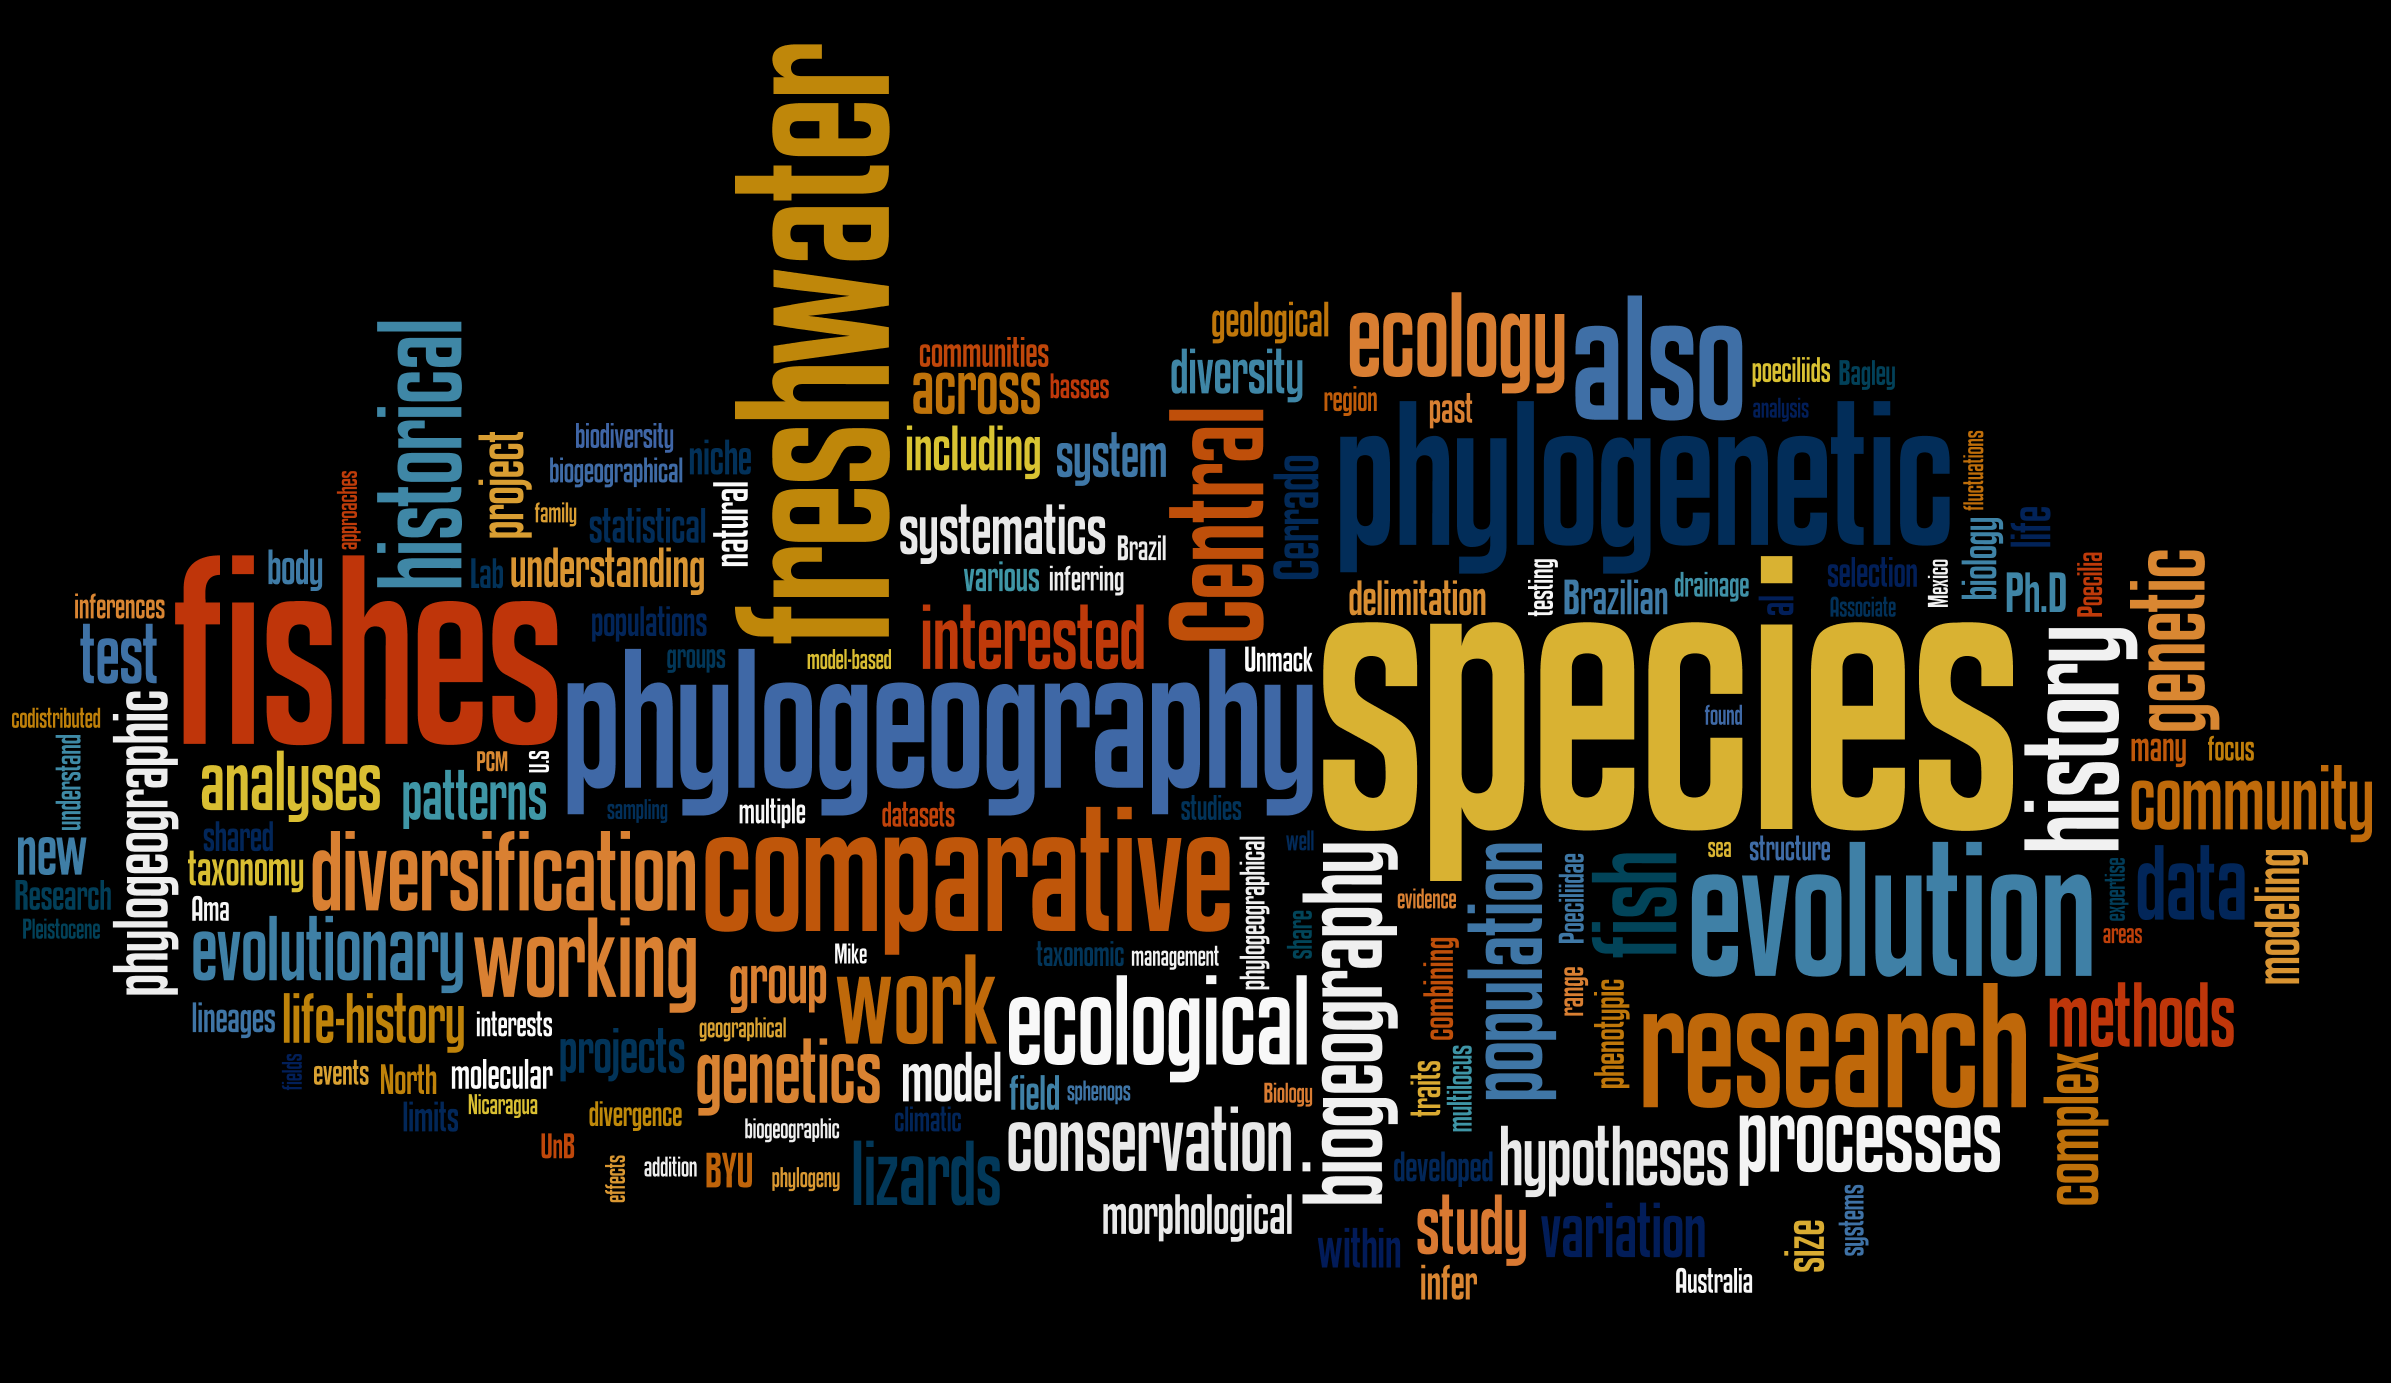 freshwater
historical
geological
ecology
also
communities
across
basses
diversity
region
past
poeciliids
Bagley
analysis
phylogenetic
biodiversity
biogeographical
niche
project
family
statistical
natural
including
system
systematics
Brazil
various
inferring
Central
Cerrado
fluctuations
life
biology
approaches
body
Lab
understanding
fishes
inferences
test
populations
groups
model-based
interested
Unmack
delimitation
testing
Brazilian
drainage
al
selection
Associate
Mexico
Ph.D
Poecilia
genetic
species
found
history
many
focus
community
codistributed
understand
phylogeographic
analyses
patterns
PCM
U.S
phylogeography
sampling
multiple
datasets
studies
new
Research
Pleistocene
shared
taxonomy
Ama
diversification
comparative
phylogeographical
well
share
biogeography
evidence
population
Poeciliidae
fish
sea
structure
evolution
expertise
areas
data
modeling
evolutionary
working
group
Mike
work
taxonomic
management
ecological
combining
range
phenotypic
research
methods
lineages
life-history
interests
geographical
projects
genetics
model
field
sphenops
Biology
traits
multilocus
complex
fields
events
North
molecular
Nicaragua
limits
divergence
biogeographic
climatic
conservation
UnB
effects
addition
BYU
phylogeny
lizards
morphological
developed
hypotheses
processes
within
study
variation
infer
size
systems
Australia